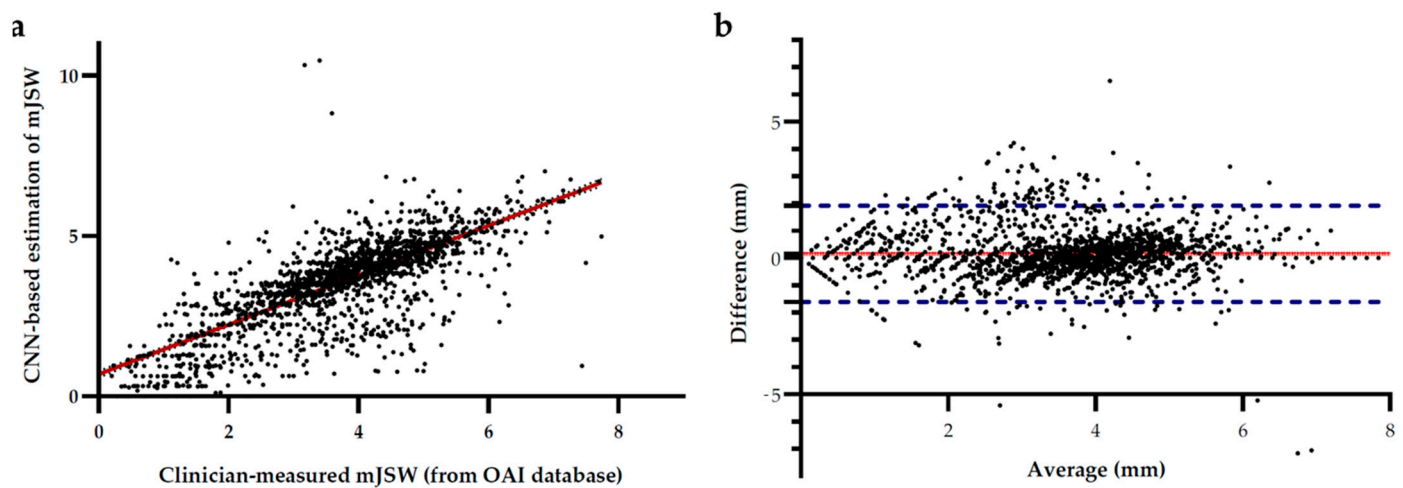 a
CNN-based estimation of mJSW
10
5
0
0 2 4 6 8
Clinician-measured mJSW (from OAI database)
b
Difference (mm)
5
0
-5
2 4 6 8
Average (mm)